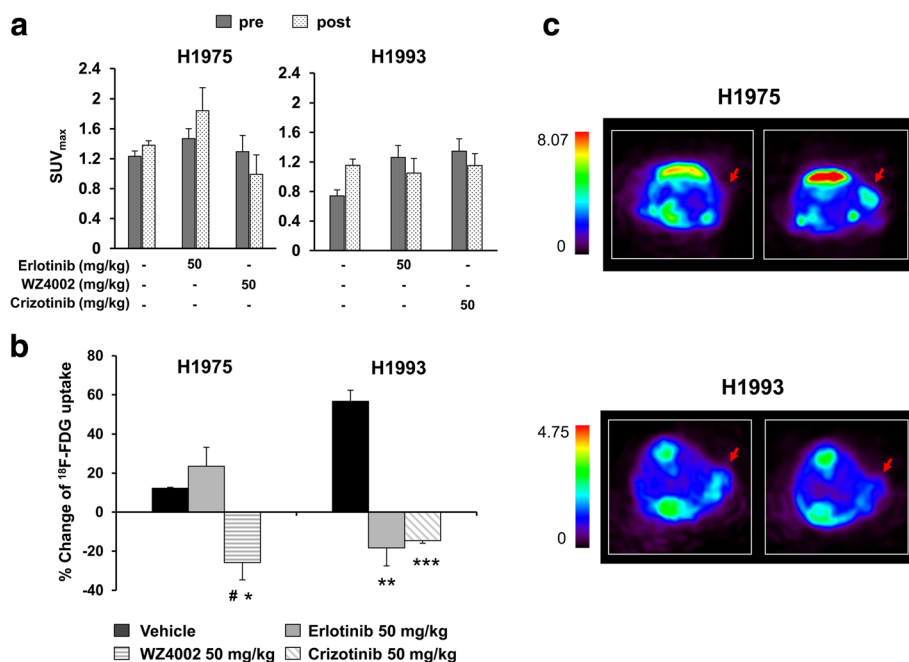 a
pre post
H1975 H1993
SUVmax
2.4 2.4
2 2
1.6 1.6
1.2 1.2
0.8 0.8
0.4 0.4
0 0
Erlotinib (mg/kg) - 50 - - 50 -
WZ4002 (mg/kg) - - 50 - - -
Crizotinib (mg/kg) - - - - - 50
b
H1975 H1993
% Change of 18F-FDG uptake
80
60
40
20
0
-20
-40
# * ** ***
Vehicle Erlotinib 50 mg/kg
WZ4002 50 mg/kg Crizotinib 50 mg/kg
c
H1975
8.07
0
H1993
4.75
0